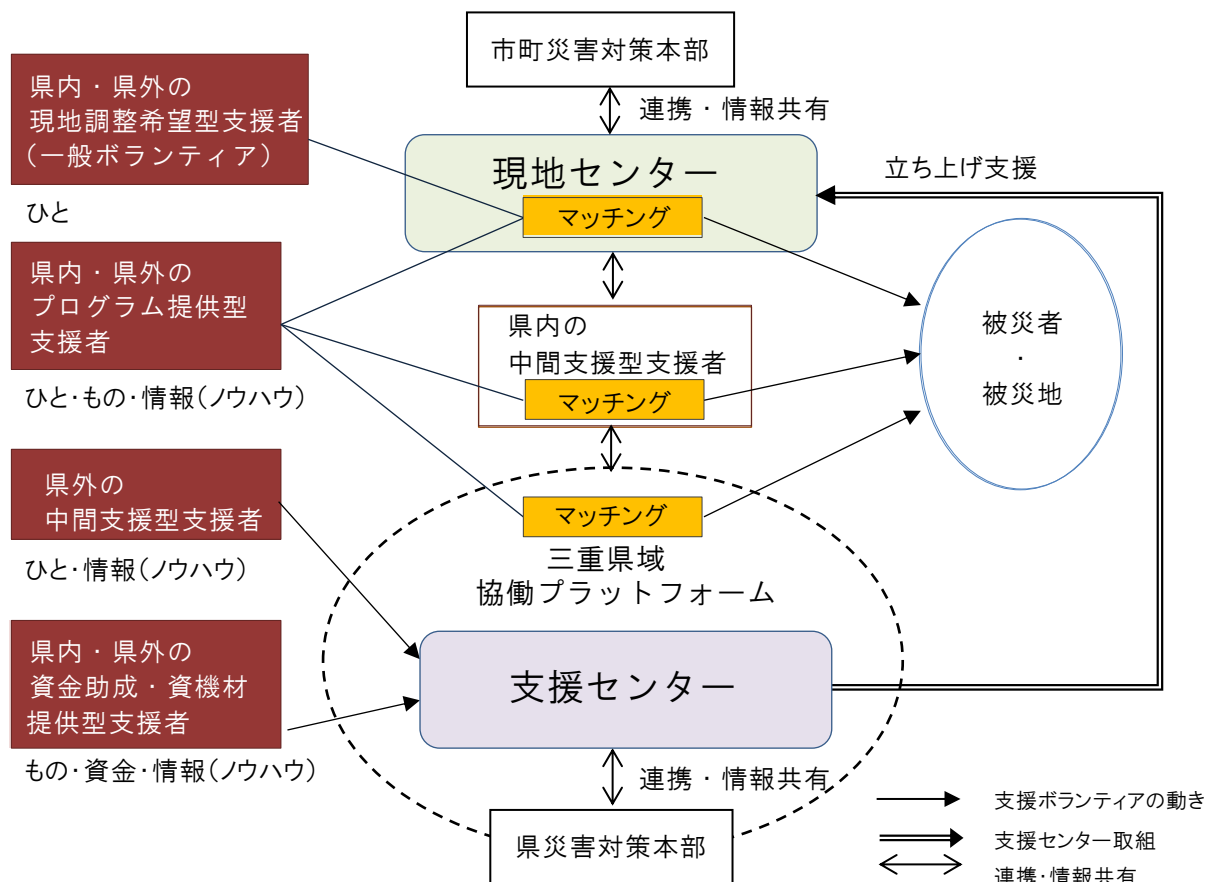 市町災害対策本部
連携・情報共有
県内・県外の
現地調整希望型支援者
(一般ボランティア)
ひと
現地センター
マッチング
立ち上げ支援
県内・県外の
プログラム提供型
支援者
ひと・もの・情報(ノウハウ)
県内の
中間支援型支援者
マッチング
被災者
・
被災地
県外の
中間支援型支援者
ひと・情報(ノウハウ)
マッチング
三重県域
協働プラットフォーム
県内・県外の
資金助成・資機材
提供型支援者
もの・資金・情報(ノウハウ)
支援センター
連携・情報共有
県災害対策本部
支援ボランティアの動き
支援センター取組
連携・情報共有